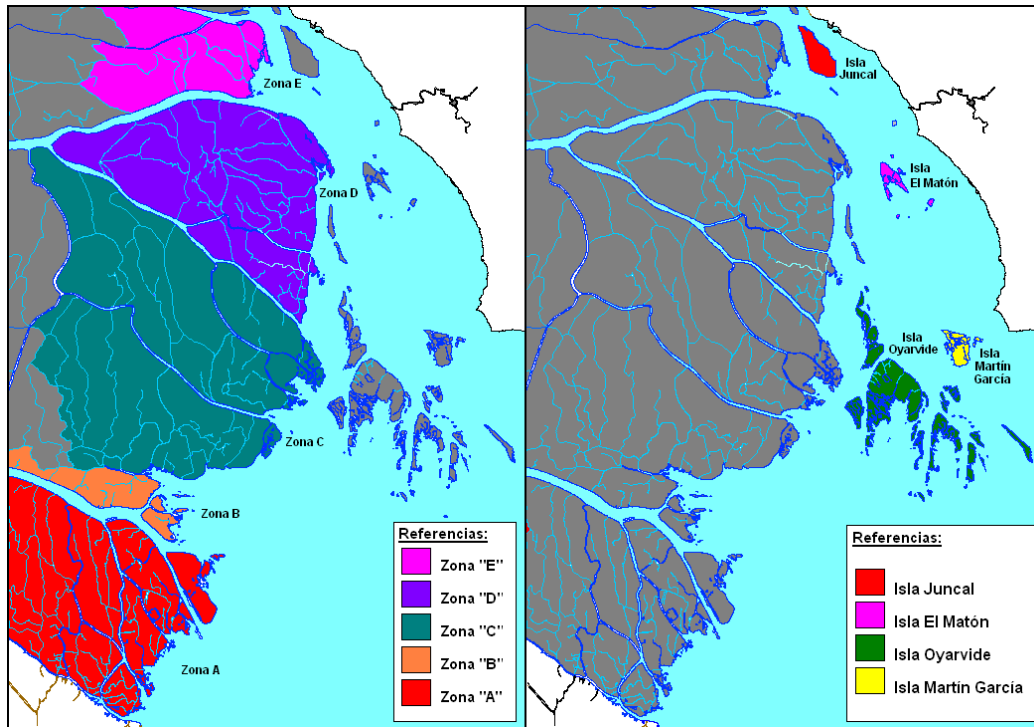 Zona E
Zona D
Zona C
Zona B
Zona A
Referencias:
Zona "E"
Zona "D"
Zona "C"
Zona "B"
Zona "A"
Isla
Juncal
Isla
El Matón
Isla
Oyarvide
Isla
Martín
García
Referencias:
Isla Juncal
Isla El Matón
Isla Oyarvide
Isla Martín García